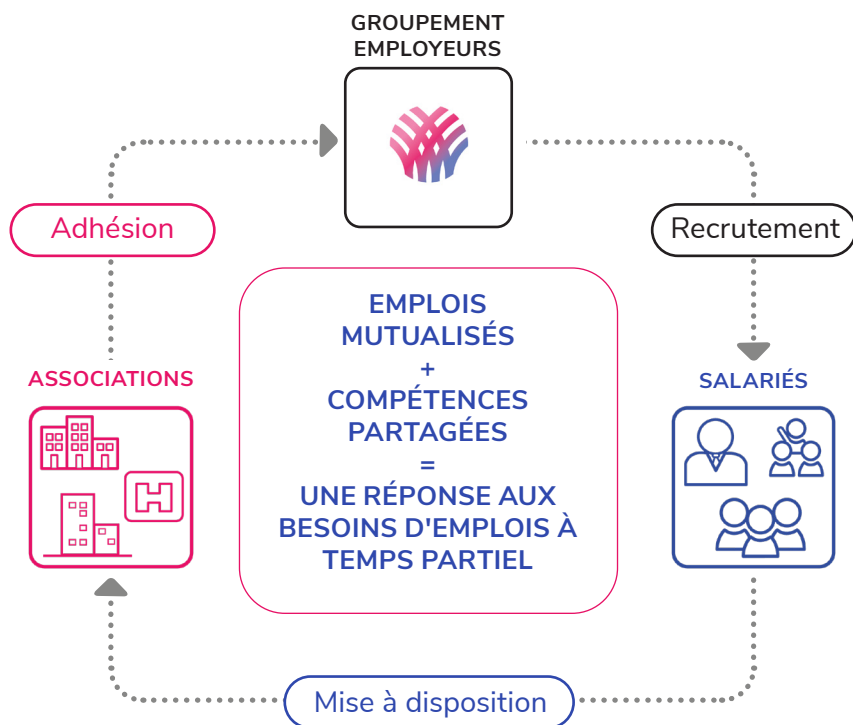 GROUPEMENT
EMPLOYEURS
Adhésion
Recrutement
EMPLOIS
MUTUALISÉS
+
COMPÉTENCES
PARTAGÉES
=
UNE RÉPONSE AUX
BESOINS D'EMPLOIS À
TEMPS PARTIEL
ASSOCIATIONS
H
SALARIÉS
Mise à disposition